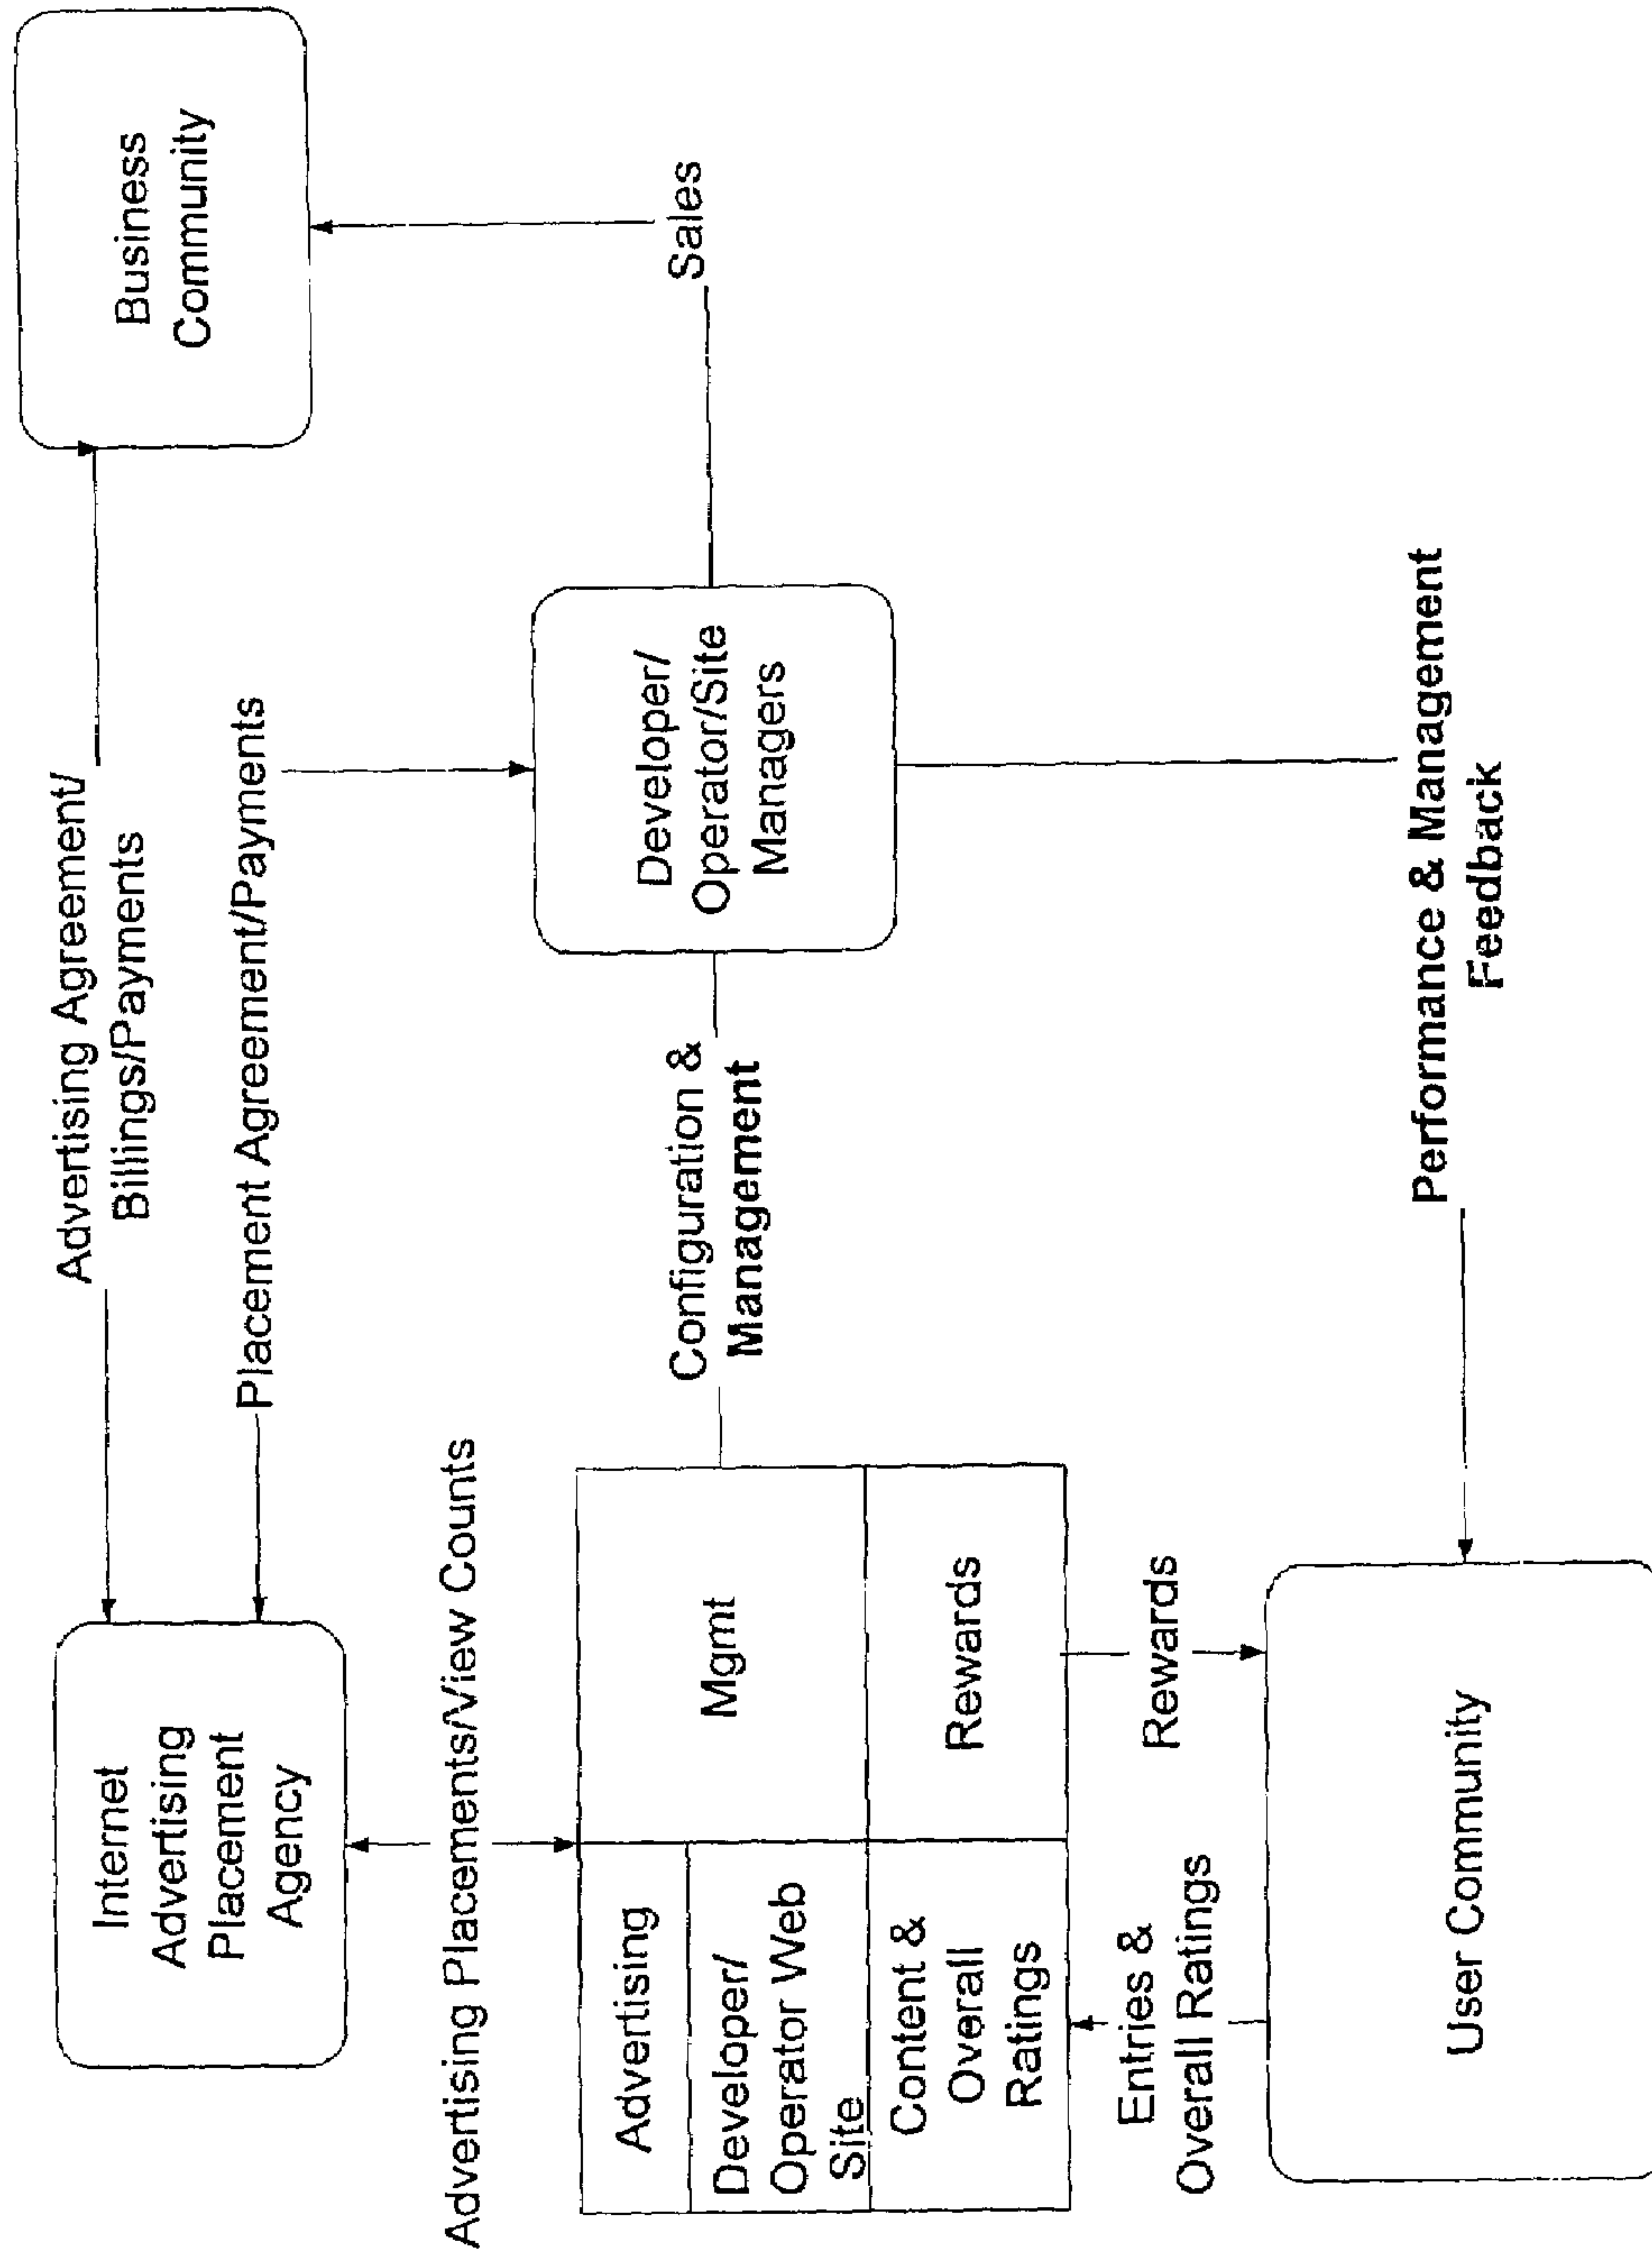 Internet
Advertising
Placement
Agency
Advertising Agreement/
Billings/Payments
Business
Community
Placement Agreement/Payments
Advertising Placements/View Counts
Advertising
Mgmt
Developer/
Operator Web
Site
Content &
Overall
Ratings
Rewards
Configuration &
Management
Developer/
Operator/Site
Managers
Sales
Entries &
Overall Ratings
Rewards
User Community
Performance & Management
Feedback